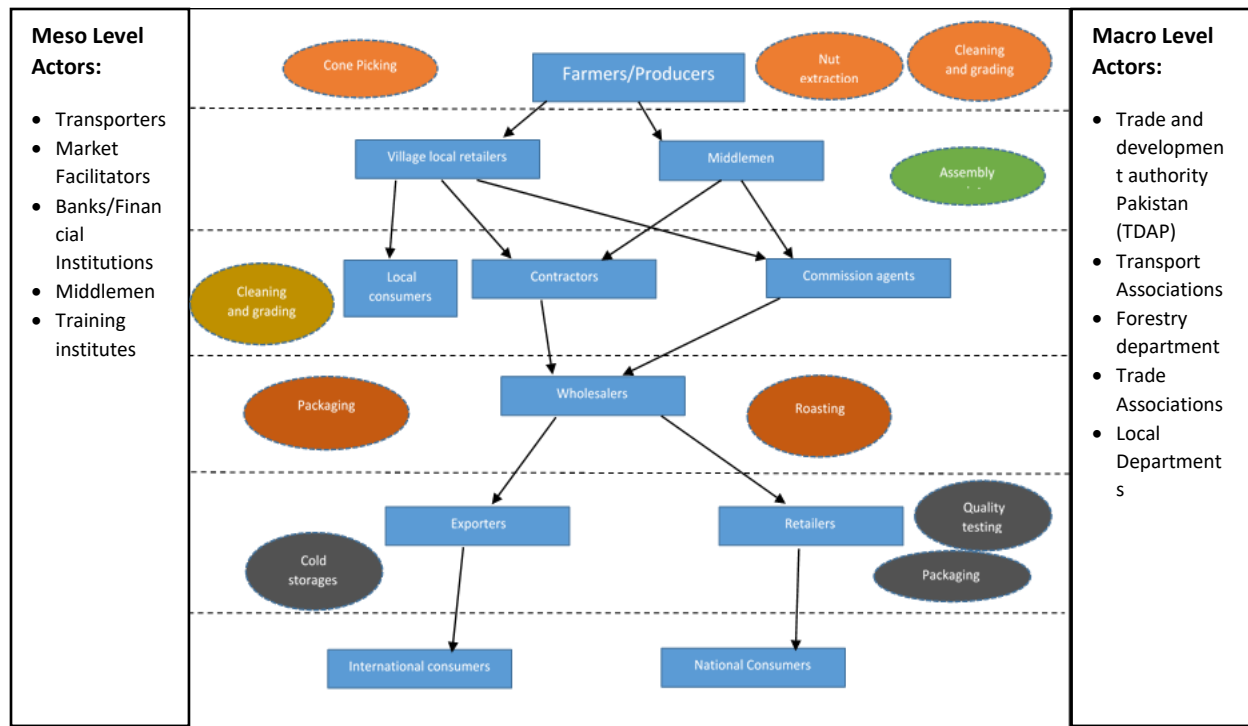 Meso Level
Actors:
• Transporters
• Market
Facilitators
• Banks/Finan
cial
Institutions
• Middlemen
• Training
institutes
Cone Picking
Farmers/Producers
Nut
extraction
Cleaning
and grading
Village local retailers
Middlemen
Assembly
Cleaning
and grading
Local
consumers
Contractors
Commission agents
Packaging
Wholesalers
Roasting
Exporters
Retailers
Quality
testing
Cold
storages
Packaging
International consumers
National Consumers
Macro Level
Actors:
• Trade and
developmen
t authority
Pakistan
(TDAP)
• Transport
Associations
• Forestry
department
• Trade
Associations
• Local
Department
s